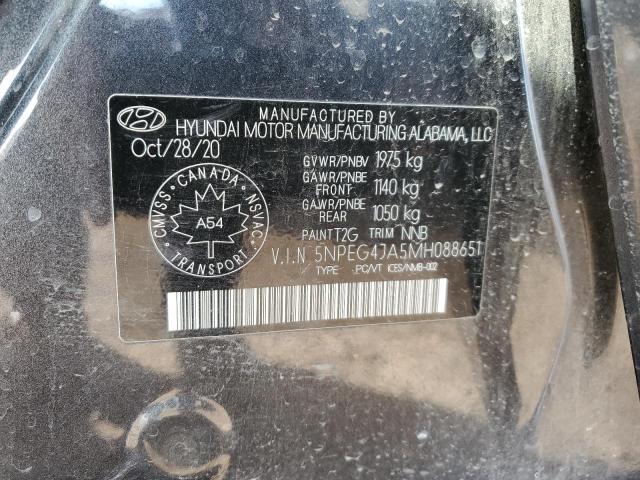 MANUFACTURED BY
HYUNDAI MOTOR MANUFACTURING ALABAMA, LLC
Oct/28/20
GVWR/PNBV 1975 kg
GAWR/PNBE FRONT 1140 kg
GAWR/PNBE REAR 1050 kg
PAINT T2G TRIM NNB
V.I.N 5NPEG4JA5MH088651
TYPE PC/VT ICES/NMB-002
CANADA
CMVSS NSVAC
A54
TRANSPORT